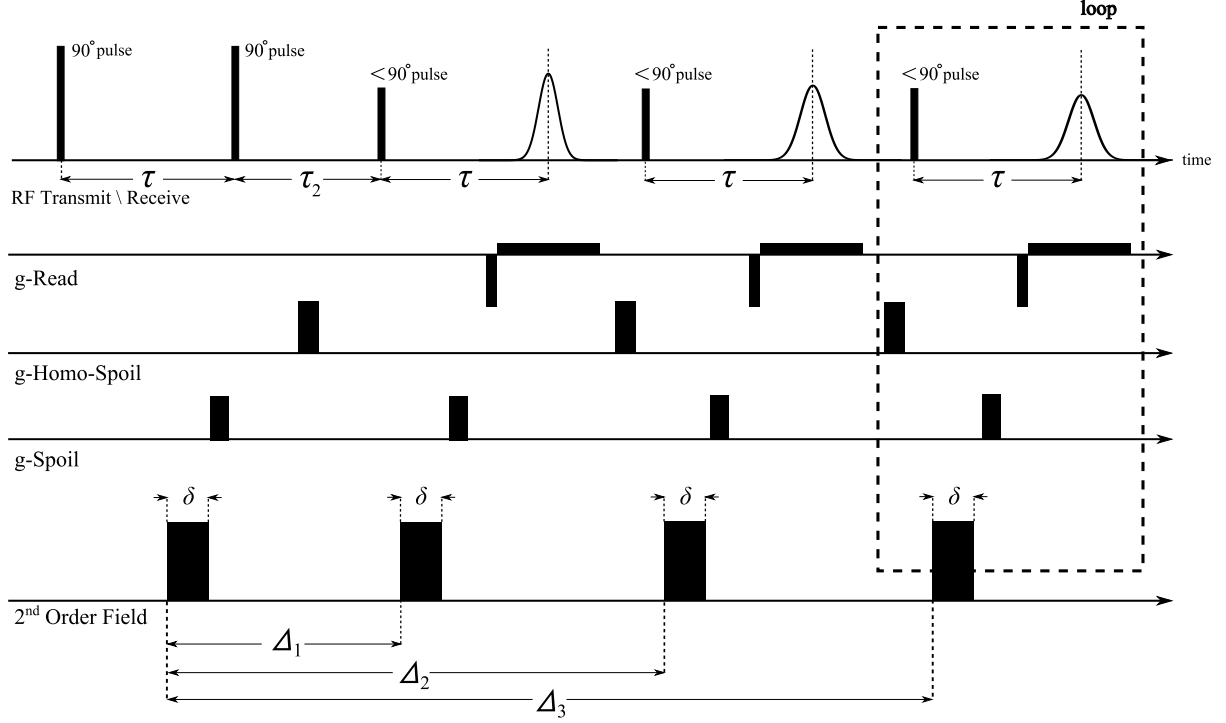 loop
90°pulse
90°pulse
<90°pulse
<90°pulse
<90°pulse
time
τ
τ2
τ
τ
τ
RF Transmit \ Receive
g-Read
g-Homo-Spoil
g-Spoil
δ
δ
δ
δ
2nd Order Field
Δ1
Δ2
Δ3